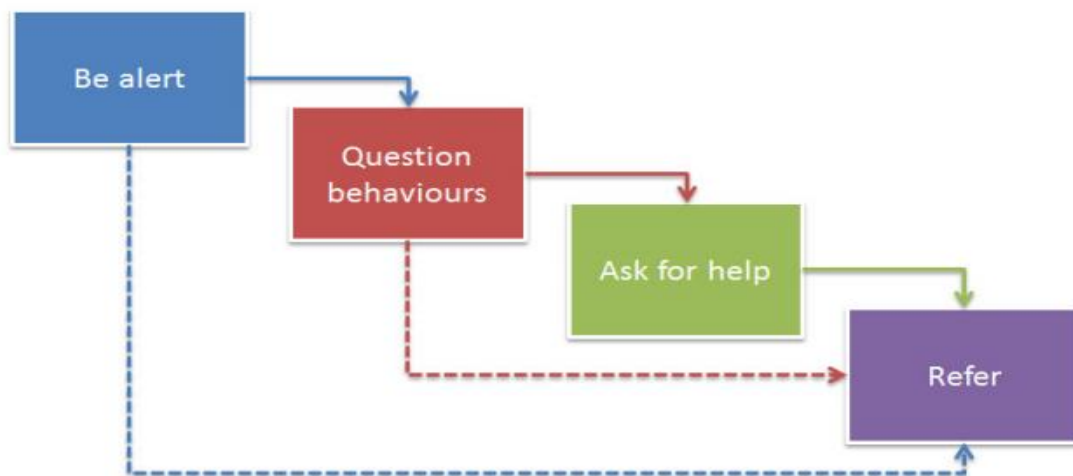 Be alert
Question
behaviours
Ask for help
Refer